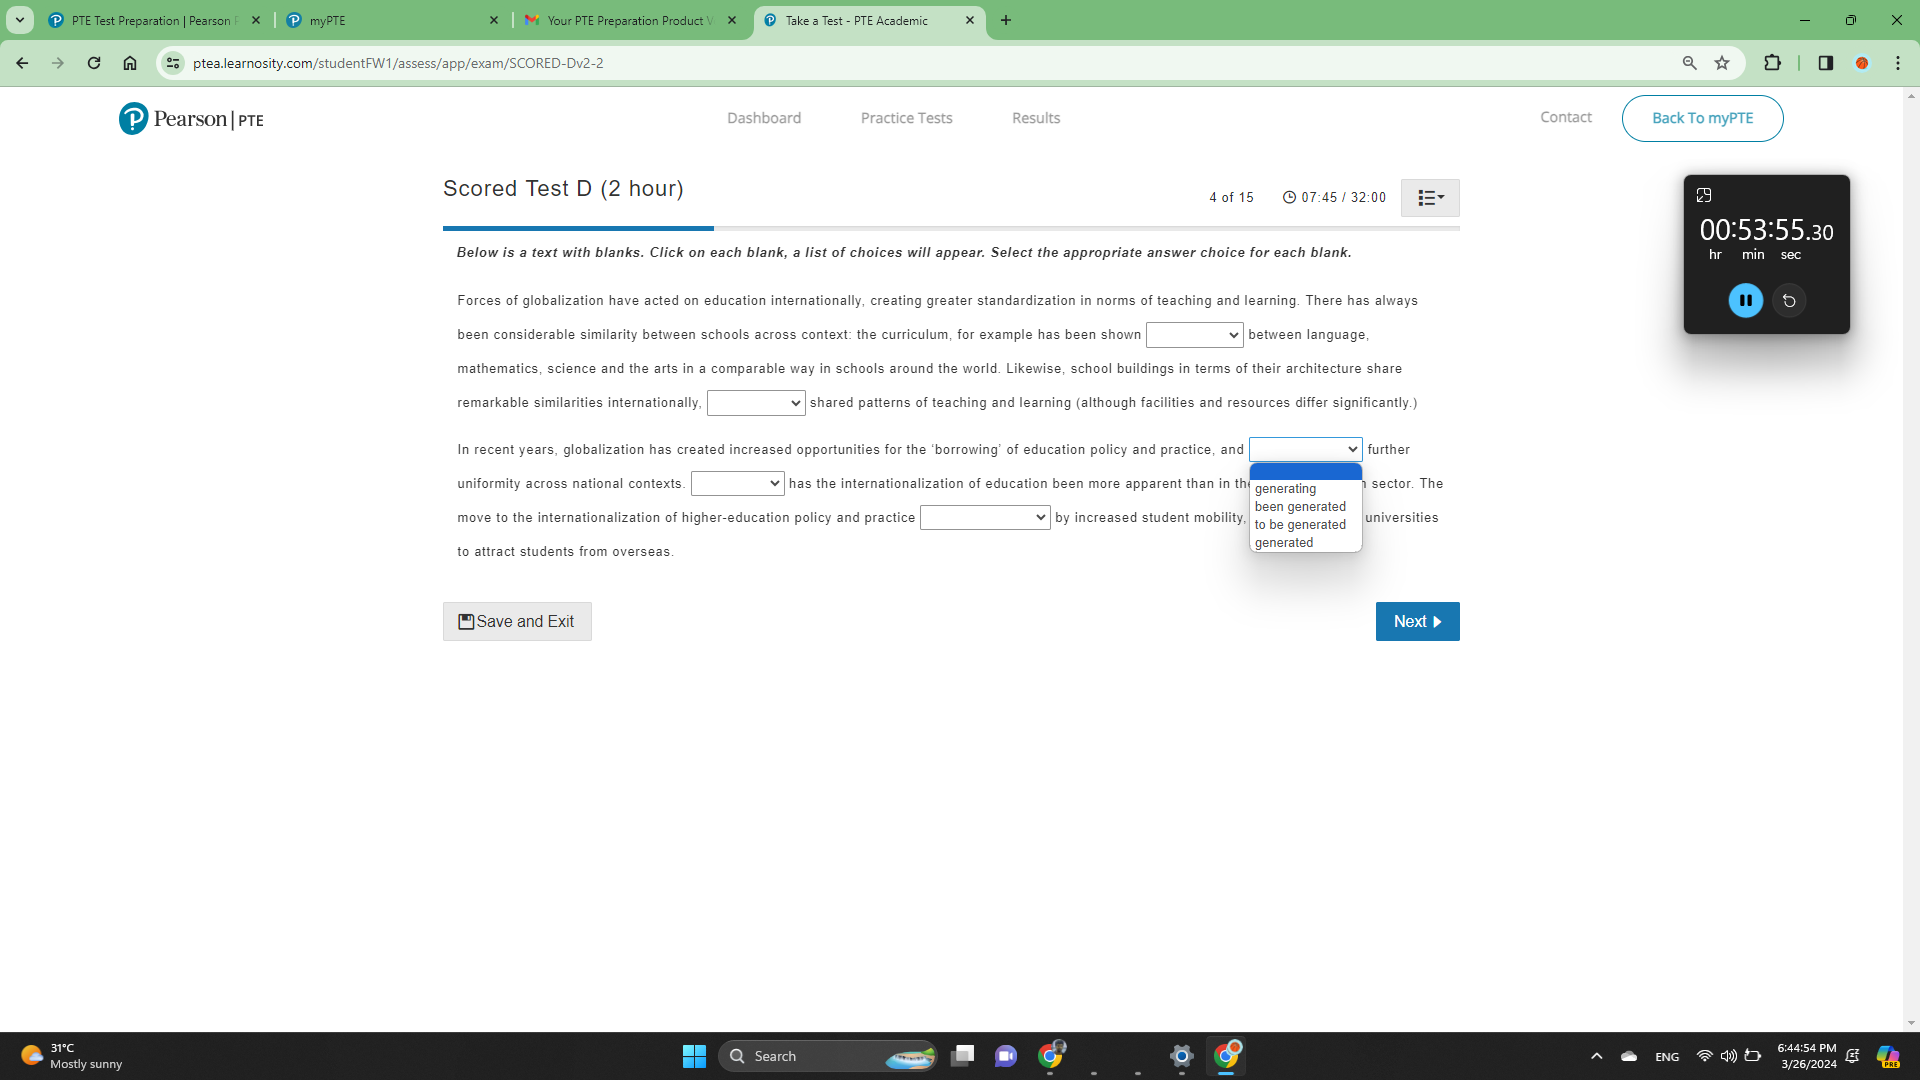 PTE Test Preparation | Pearson P
myPTE
Your PTE Preparation Product V
Take a Test - PTE Academic
ptea.learnosity.com/studentFW1/assess/app/exam/SCORED-Dv2-2
Pearson | PTE
Dashboard
Practice Tests
Results
Contact
Back To myPTE
Scored Test D (2 hour)
4 of 15
07:45 / 32:00
00:53:55.30
hr min sec
Below is a text with blanks. Click on each blank, a list of choices will appear. Select the appropriate answer choice for each blank.
Forces of globalization have acted on education internationally, creating greater standardization in norms of teaching and learning. There has always
been considerable similarity between schools across context: the curriculum, for example has been shown between language,
mathematics, science and the arts in a comparable way in schools around the world. Likewise, school buildings in terms of their architecture share
remarkable similarities internationally, shared patterns of teaching and learning (although facilities and resources differ significantly.)
In recent years, globalization has created increased opportunities for the ‘borrowing’ of education policy and practice, and further
uniformity across national contexts. has the internationalization of education been more apparent than in the sector. The
move to the internationalization of higher-education policy and practice by increased student mobility, universities
to attract students from overseas.
generating
been generated
to be generated
generated
Save and Exit
Next
31°C
Mostly sunny
Search
ENG
6:44:54 PM
3/26/2024
PRE